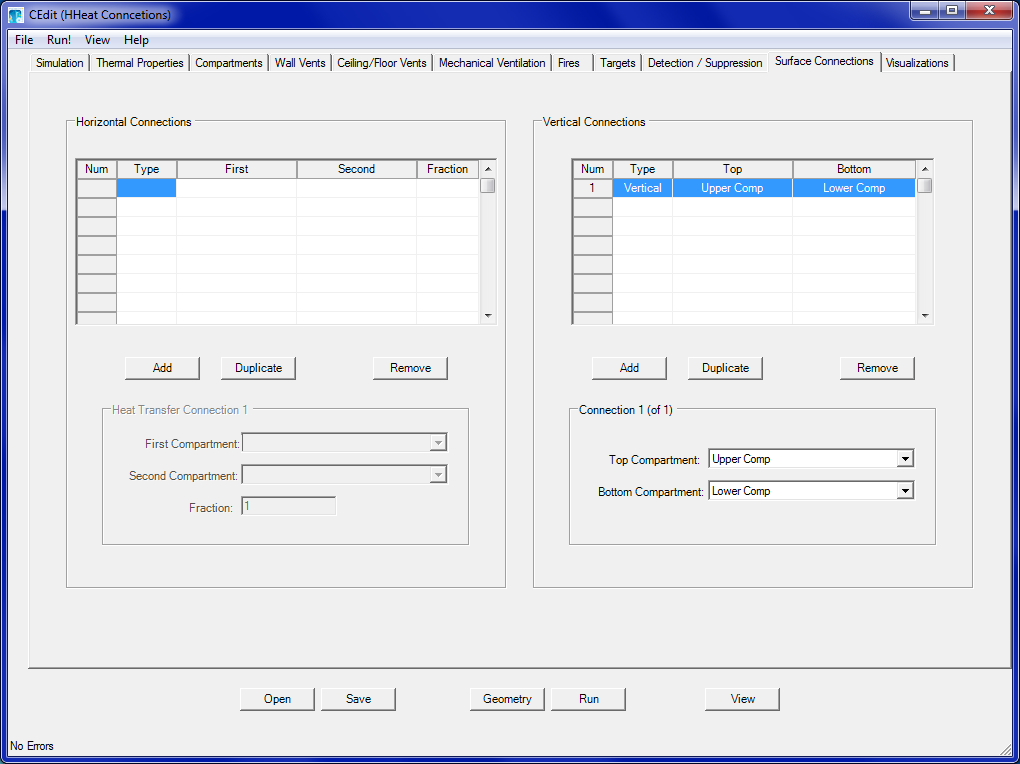 CEdit (HHeat Conncetions)
File Run! View Help
Simulation Thermal Properties Compartments Wall Vents Ceiling/Floor Vents Mechanical Ventilation Fires Targets Detection / Suppression Surface Connections Visualizations
Horizontal Connections
Num Type First Second Fraction
Add Duplicate Remove
Heat Transfer Connection 1
First Compartment:
Second Compartment:
Fraction: 1
Vertical Connections
Num Type Top Bottom
1 Vertical Upper Comp Lower Comp
Add Duplicate Remove
Connection 1 (of 1)
Top Compartment: Upper Comp
Bottom Compartment: Lower Comp
Open Save Geometry Run View
No Errors